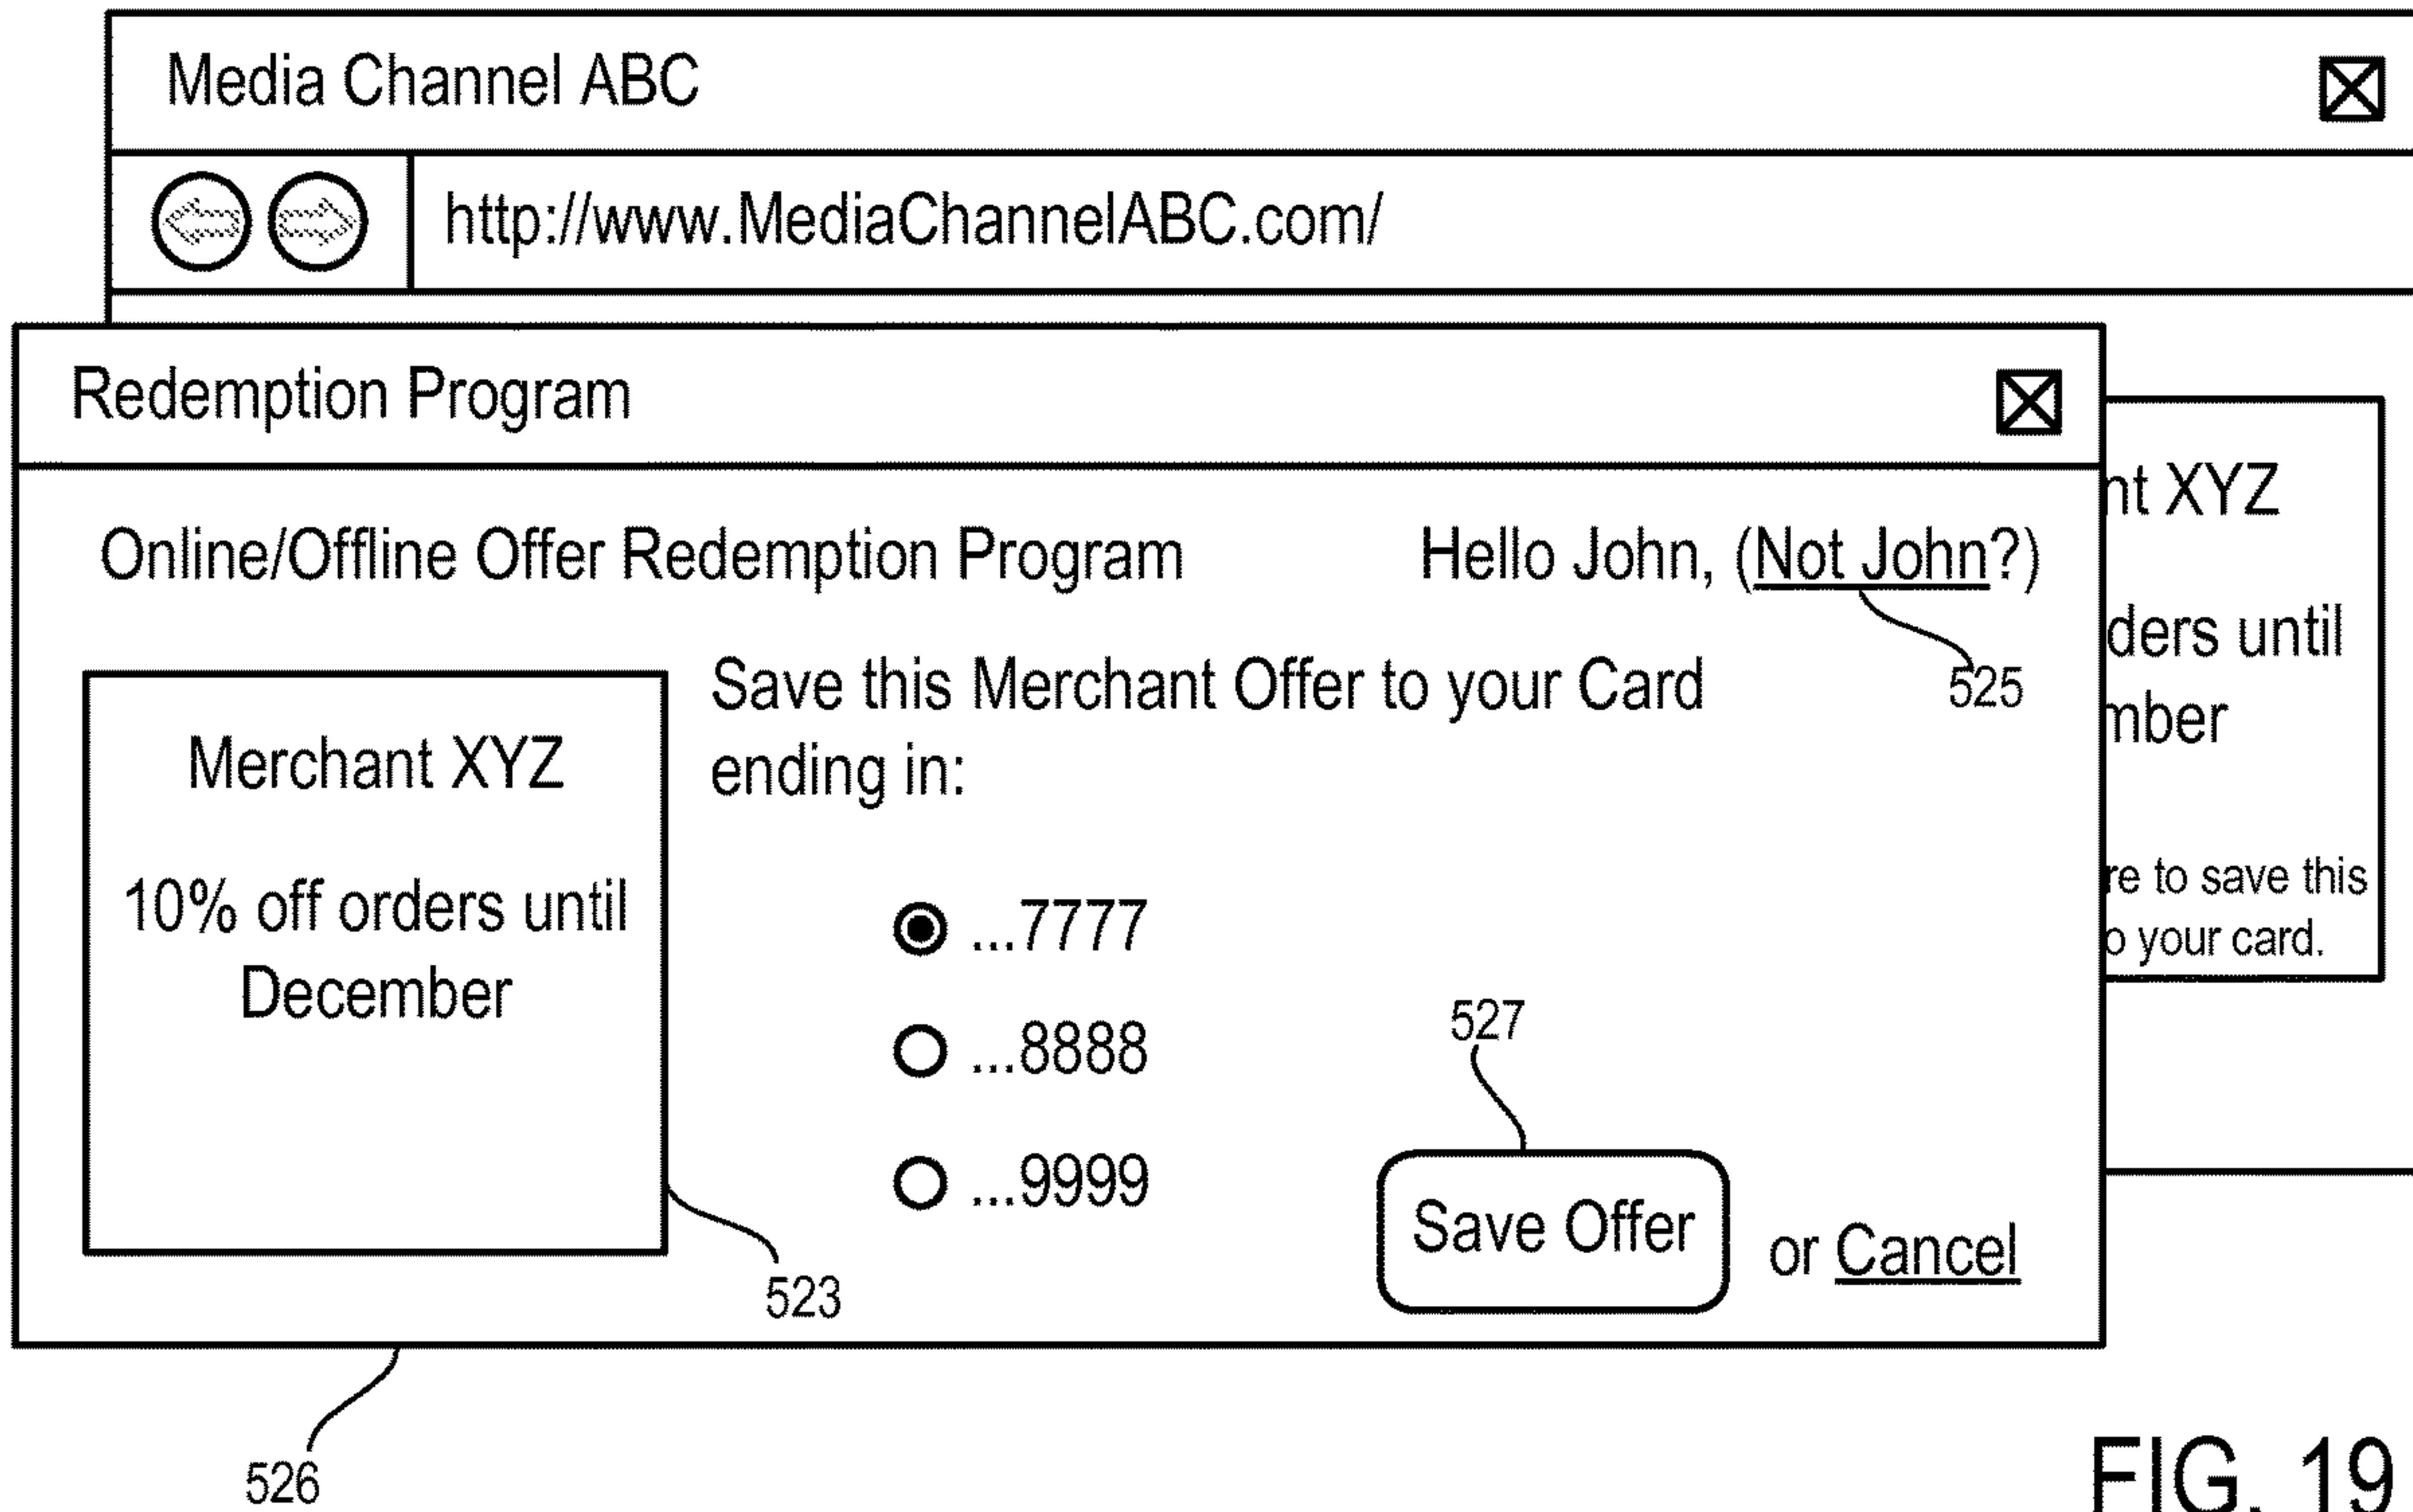 Media Channel ABC
http://www.MediaChannelABC.com/
Redemption Program
Online/Offline Offer Redemption Program
Hello John, (Not John?)
525
Save this Merchant Offer to your Card
ending in:
Merchant XYZ
10% off orders until
December
...7777
...8888
...9999
527
Save Offer
or Cancel
523
526
nt XYZ
ders until
mber
re to save this
o your card.
FIG. 19